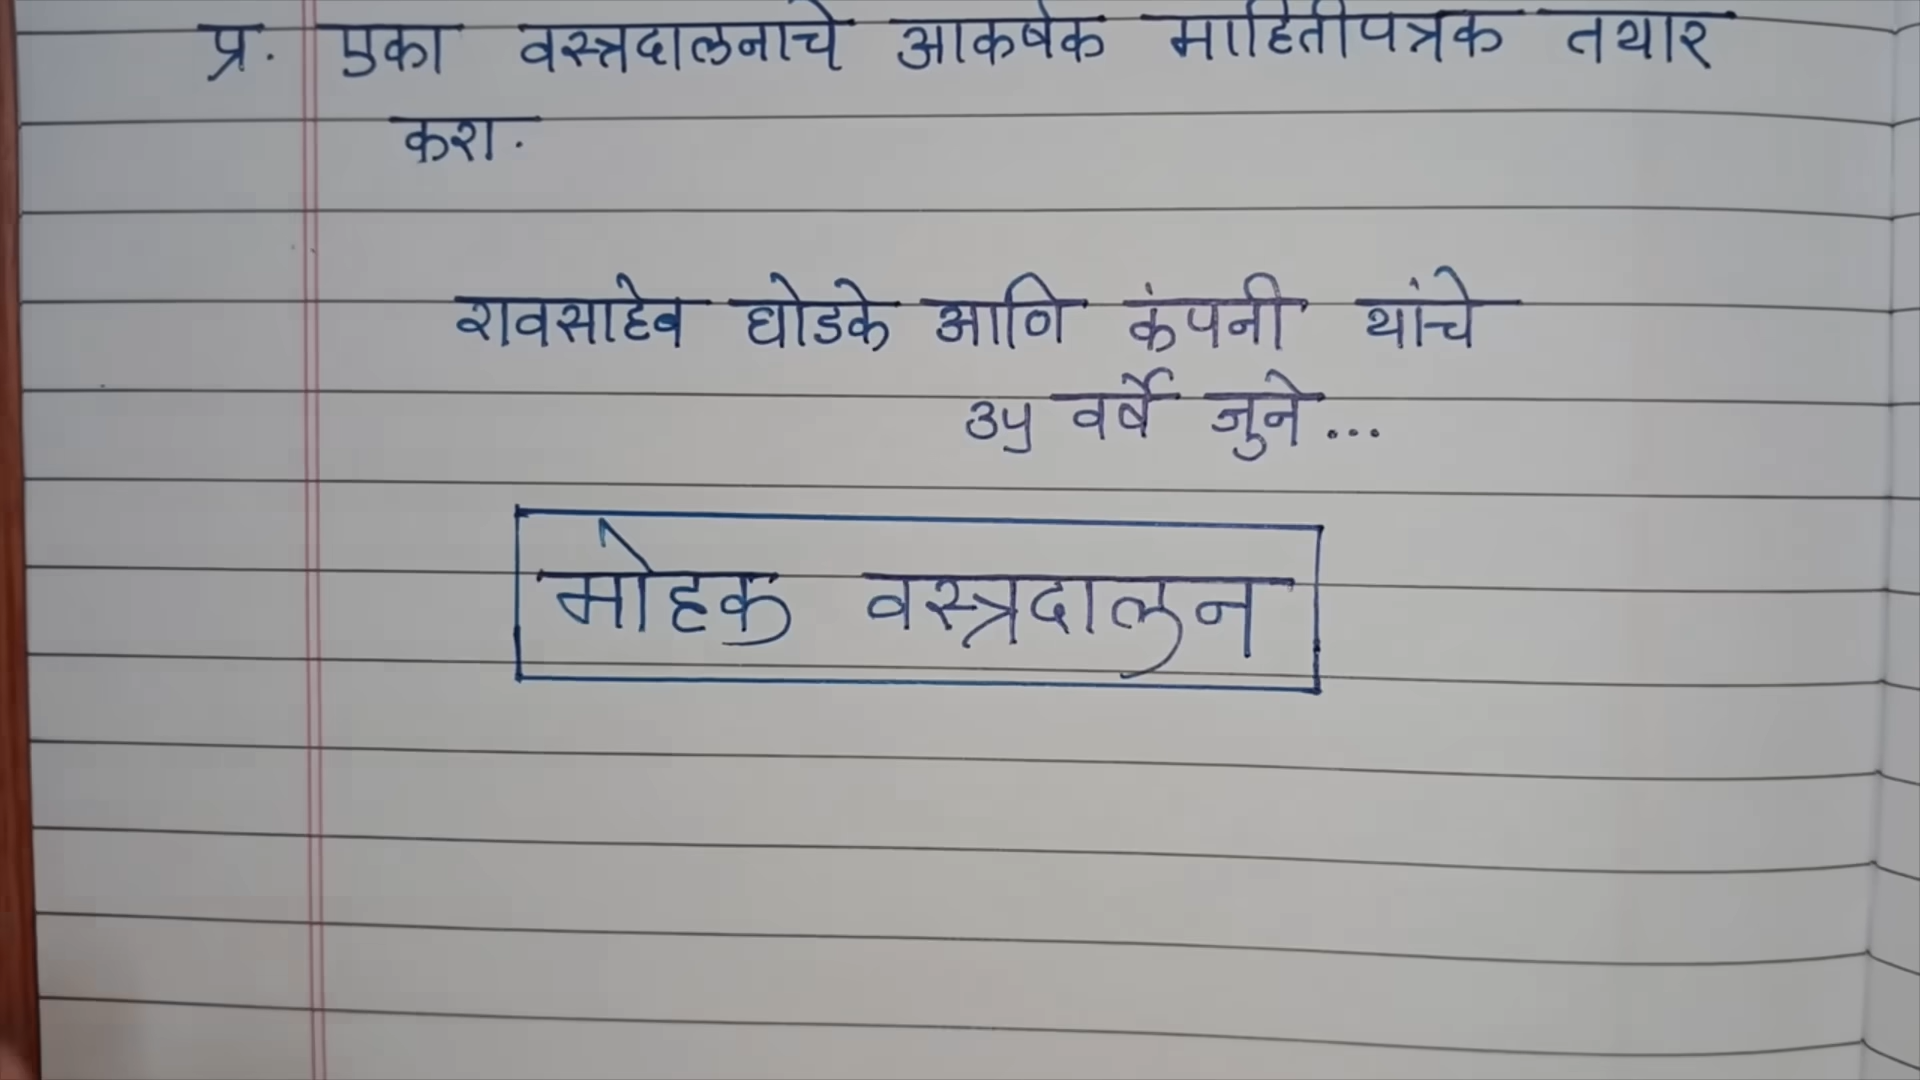 प्र. एका वस्त्रदालनाचे आकर्षक माहितीपत्रक तयार
करा.
रावसाहेब घोडके आणि कंपनी यांचे
३५ वर्षे जुने...
मोहक वस्त्रदालन